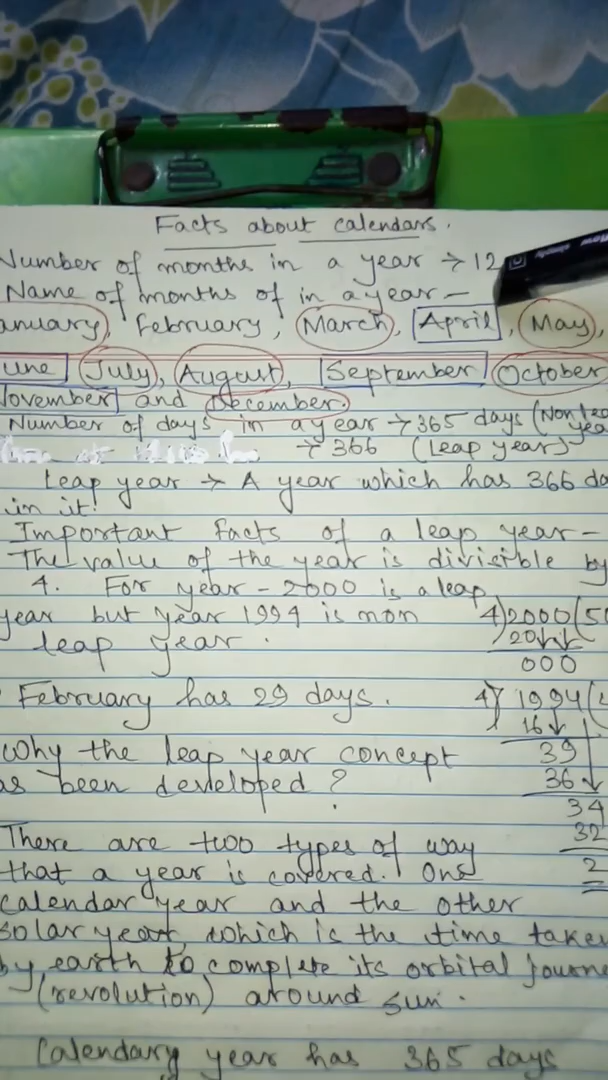 Facts about calendars.
Number of months in a year → 12
Name of months of in a year —
anuary, February, March, April, May,
une, July, August, September, October
November and December.
Number of days in a year → 365 days (Non lea
year
→ 366 (Leap year)
Leap year → A year which has 366 da
in it.
Important facts of a leap year —
The value of the year is divisible by
4. For year - 2000 is a leap
year but year 1994 is non
leap year.
4)2000(50
20
000
February has 29 days.
4) 1994(
16
39
36
34
32
2
Why the leap year concept
as been developed?
There are two types of way
that a year is covered. One
calendar year and the other
solar year, which is the time taken
by earth to complete its orbital journe
(revolution) around sun.
Calendary year has 365 days